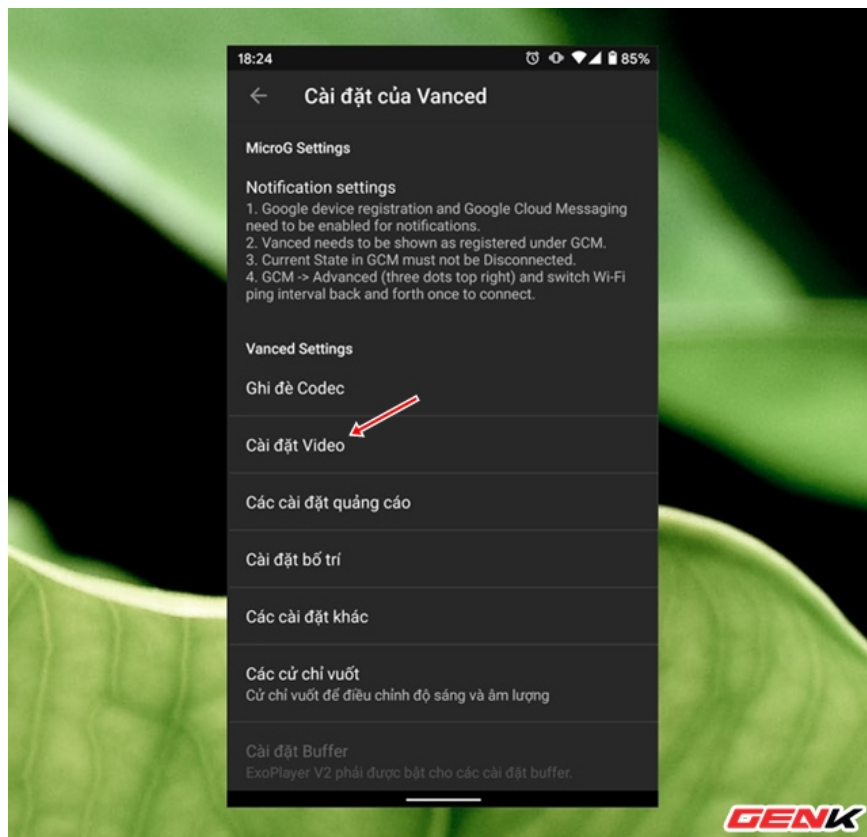 18:24 85%
Cài đặt của Vanced
MicroG Settings
Notification settings
1. Google device registration and Google Cloud Messaging
need to be enabled for notifications.
2. Vanced needs to be shown as registered under GCM.
3. Current State in GCM must not be Disconnected.
4. GCM -> Advanced (three dots top right) and switch Wi-Fi
ping interval back and forth once to connect.
Vanced Settings
Ghi đè Codec
Cài đặt Video
Các cài đặt quảng cáo
Cài đặt bố trí
Các cài đặt khác
Các cử chỉ vuốt
Cử chỉ vuốt để điều chỉnh độ sáng và âm lượng
Cài đặt Buffer
ExoPlayer V2 phải được bật cho các cài đặt buffer.
GENK